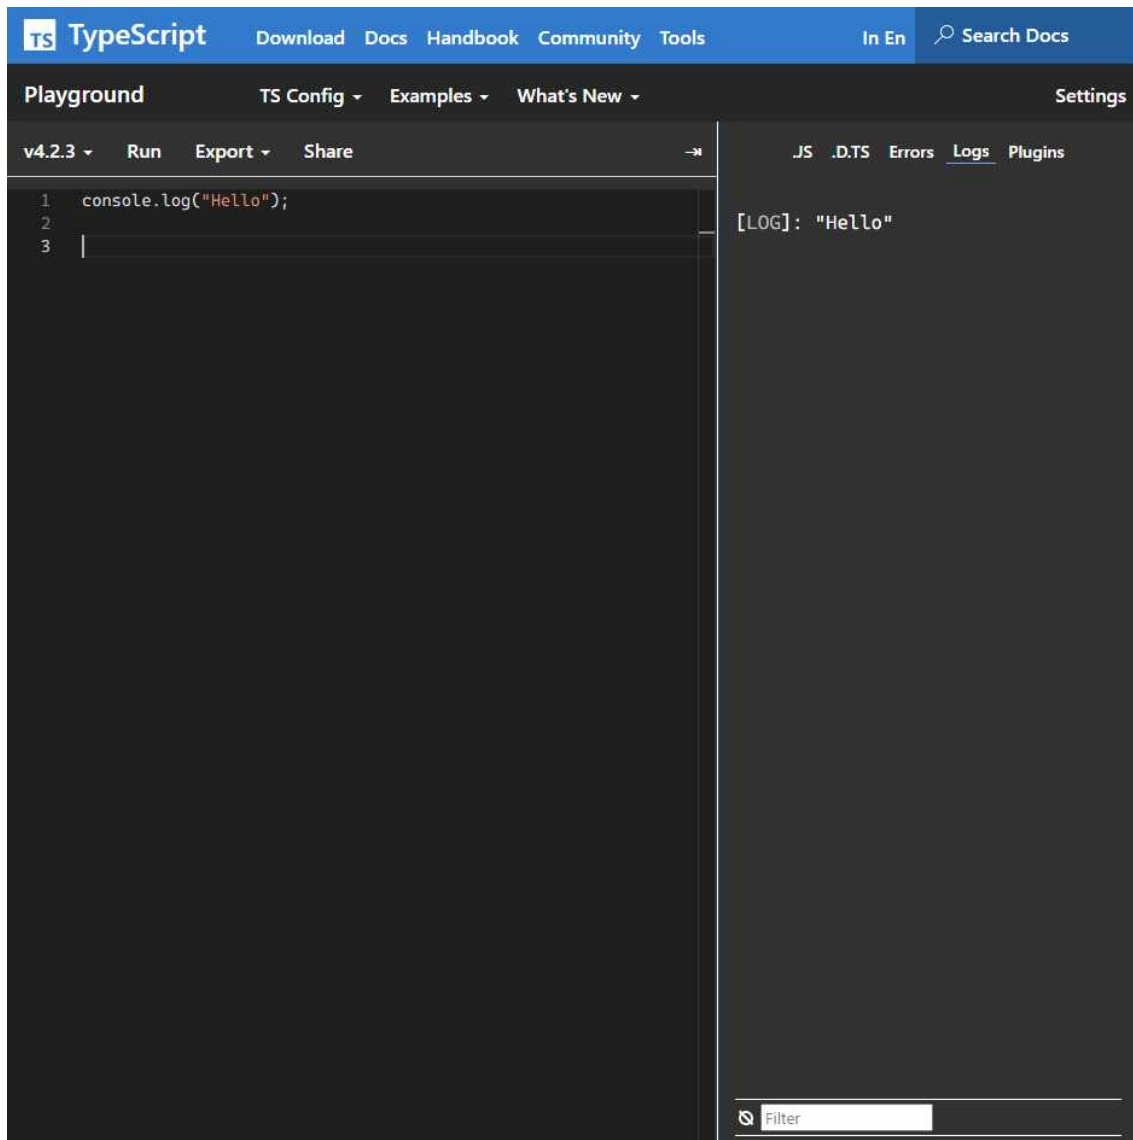 TS TypeScript Download Docs Handbook Community Tools In En Search Docs
Playground TS Config Examples What's New Settings
v4.2.3 Run Export Share
.JS .D.TS Errors Logs Plugins
1 console.log("Hello");
2
3
[LOG]: "Hello"
Filter